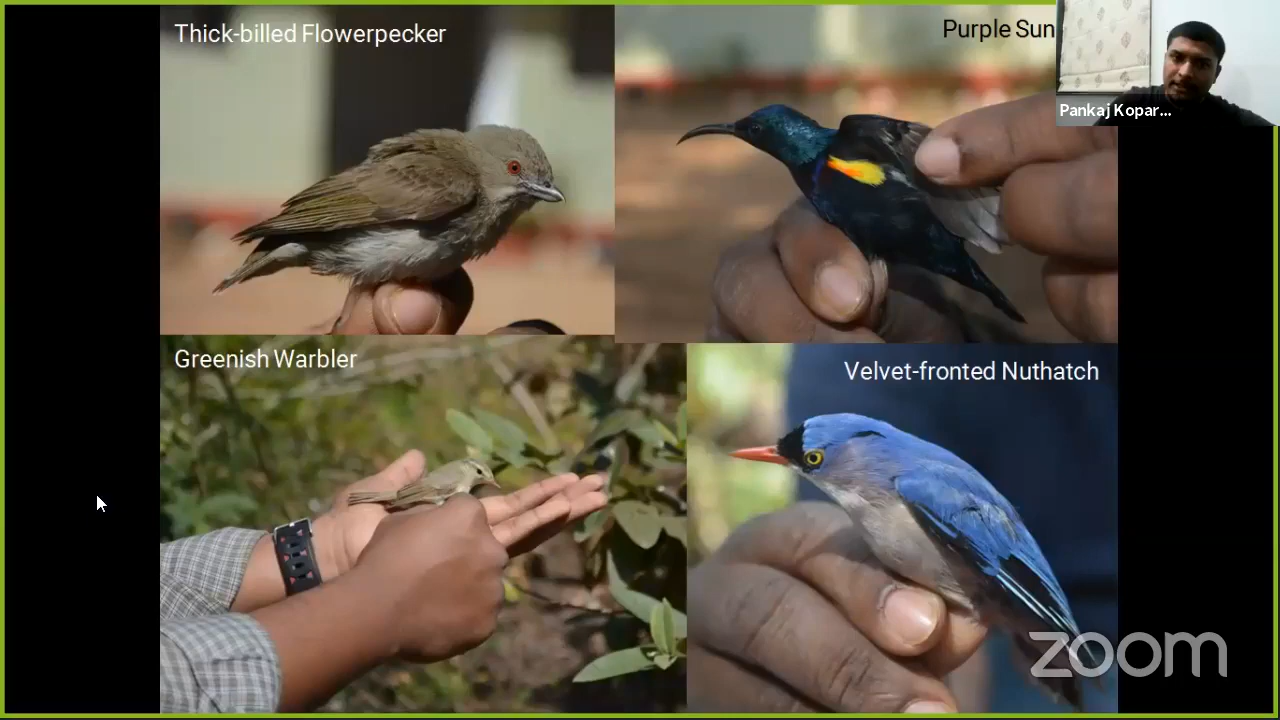 Thick-billed Flowerpecker
Purple Sun
Pankaj Kopar...
Greenish Warbler
Velvet-fronted Nuthatch
zoom